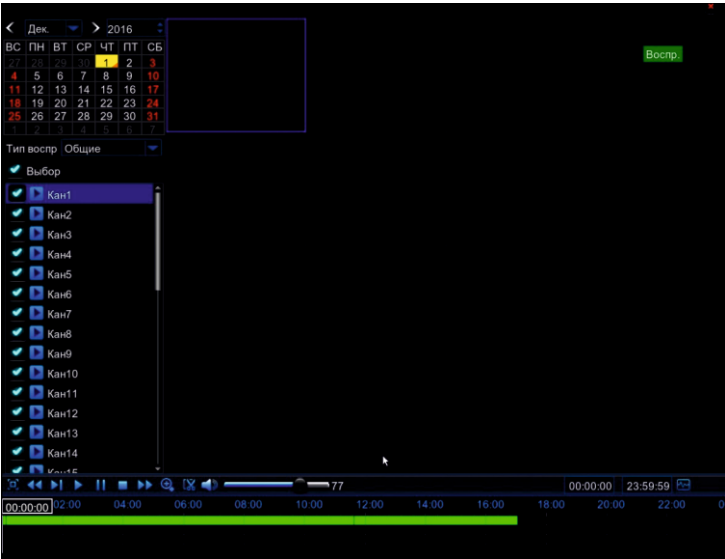 Дек. 2016
ВС ПН ВТ СР ЧТ ПТ СБ
27 28 29 30 1 2 3
4 5 6 7 8 9 10
11 12 13 14 15 16 17
18 19 20 21 22 23 24
25 26 27 28 29 30 31
1 2 3 4 5 6 7
Воспр.
Тип воспр Общие
Выбор
Кан1
Кан2
Кан3
Кан4
Кан5
Кан6
Кан7
Кан8
Кан9
Кан10
Кан11
Кан12
Кан13
Кан14
Кан15
77 00:00:00 23:59:59
00:00:00 02:00 04:00 06:00 08:00 10:00 12:00 14:00 16:00 18:00 20:00 22:00 0